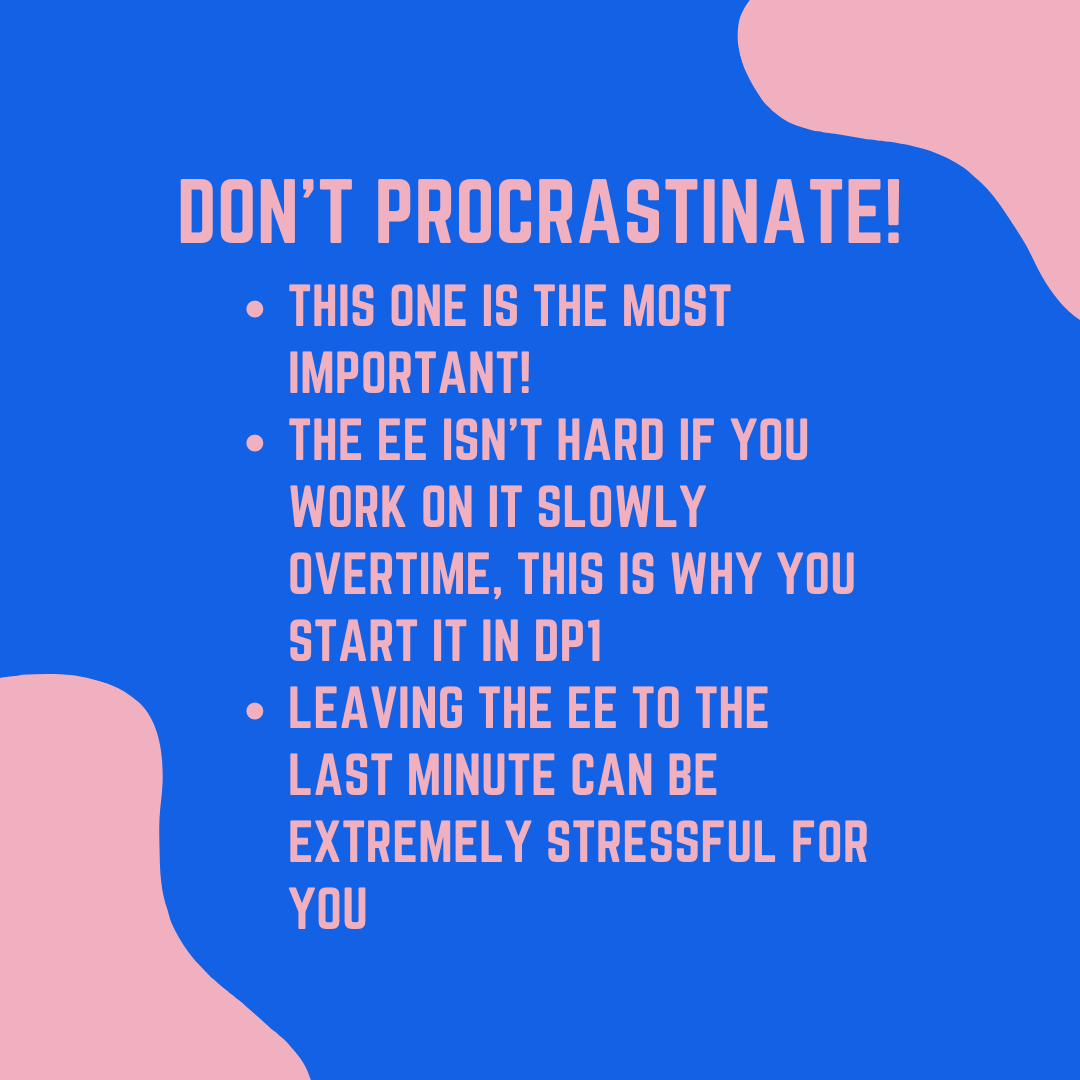 DON'T PROCRASTINATE!
• THIS ONE IS THE MOST
IMPORTANT!
• THE EE ISN'T HARD IF YOU
WORK ON IT SLOWLY
OVERTIME, THIS IS WHY YOU
START IT IN DP1
• LEAVING THE EE TO THE
LAST MINUTE CAN BE
EXTREMELY STRESSFUL FOR
YOU